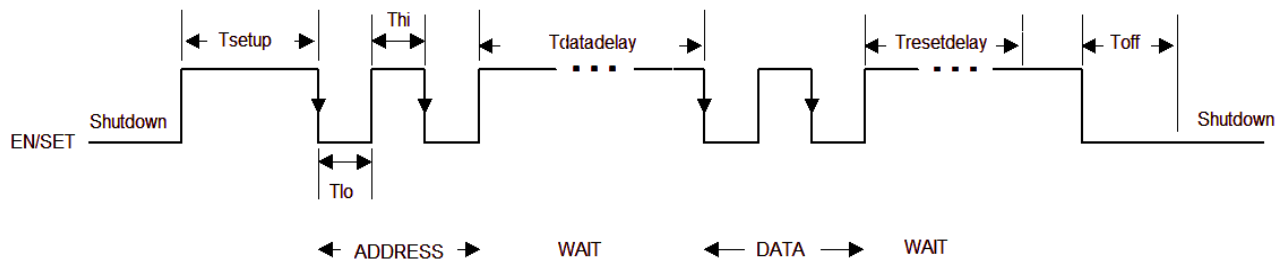 Thi
Tsetup
Tdatadelay
Tresetdelay
Toff
Shutdown
Shutdown
EN/SET
Tlo
ADDRESS
WAIT
DATA
WAIT